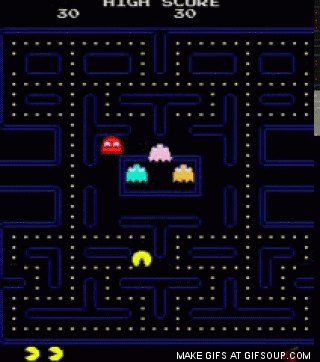 HIGH SCORE
30 30
MAKE GIFS AT GIFSOUP.COM